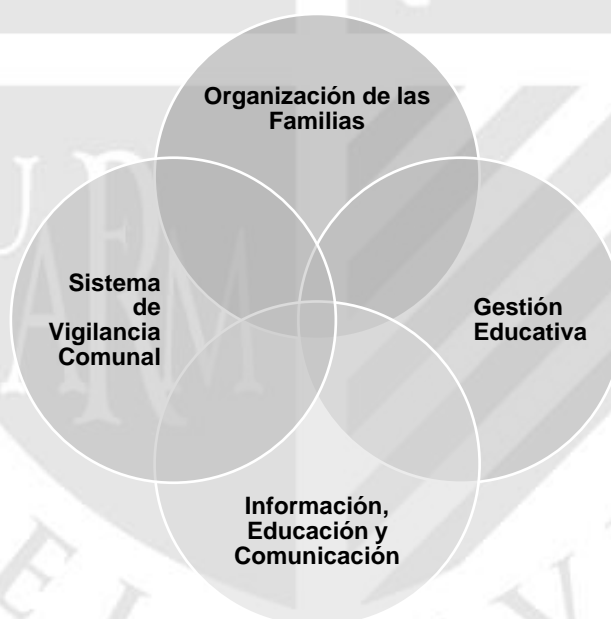 Organización de las
Familias
Sistema
de
Vigilancia
Comunal
Gestión
Educativa
Información,
Educación y
Comunicación